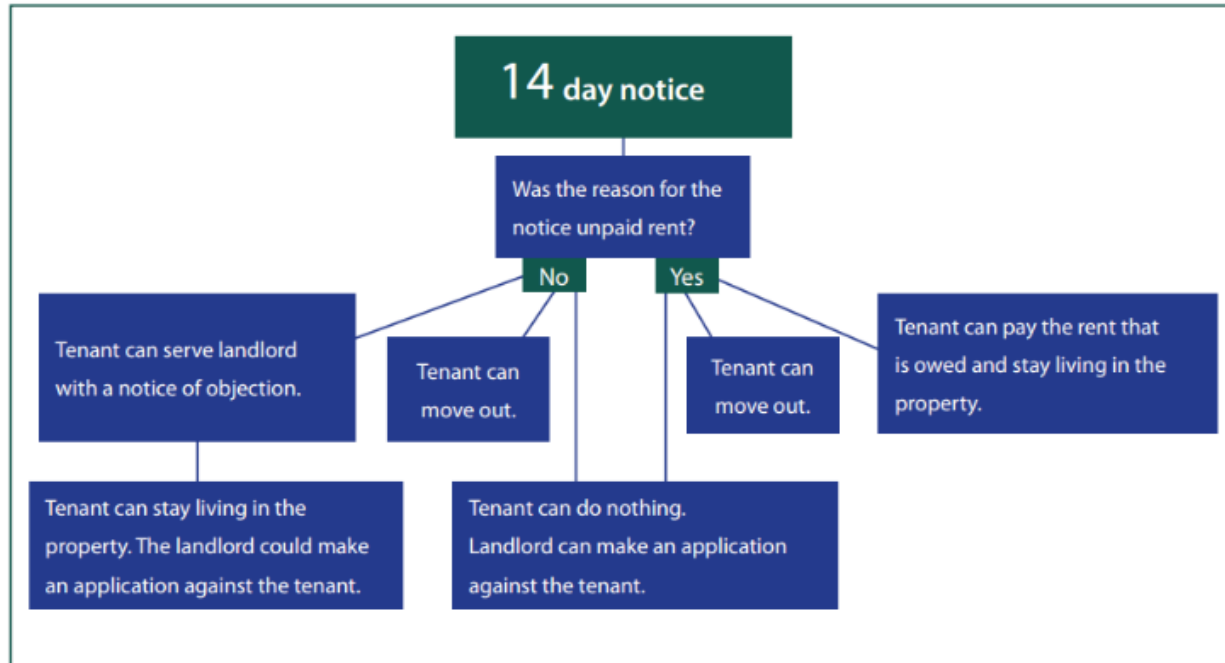 14 day notice
Was the reason for the
notice unpaid rent?
No
Yes
Tenant can serve landlord
with a notice of objection.
Tenant can
move out.
Tenant can
move out.
Tenant can pay the rent that
is owed and stay living in the
property.
Tenant can stay living in the
property. The landlord could make
an application against the tenant.
Tenant can do nothing.
Landlord can make an application
against the tenant.